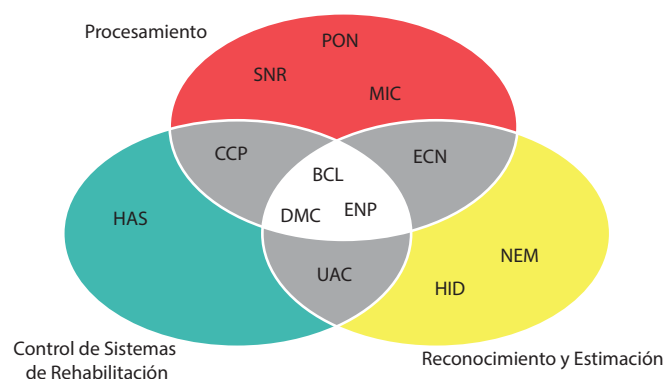 Procesamiento
PON
SNR
MIC
CCP
ECN
BCL
DMC
ENP
HAS
UAC
NEM
HID
Control de Sistemas
de Rehabilitación
Reconocimiento y Estimación